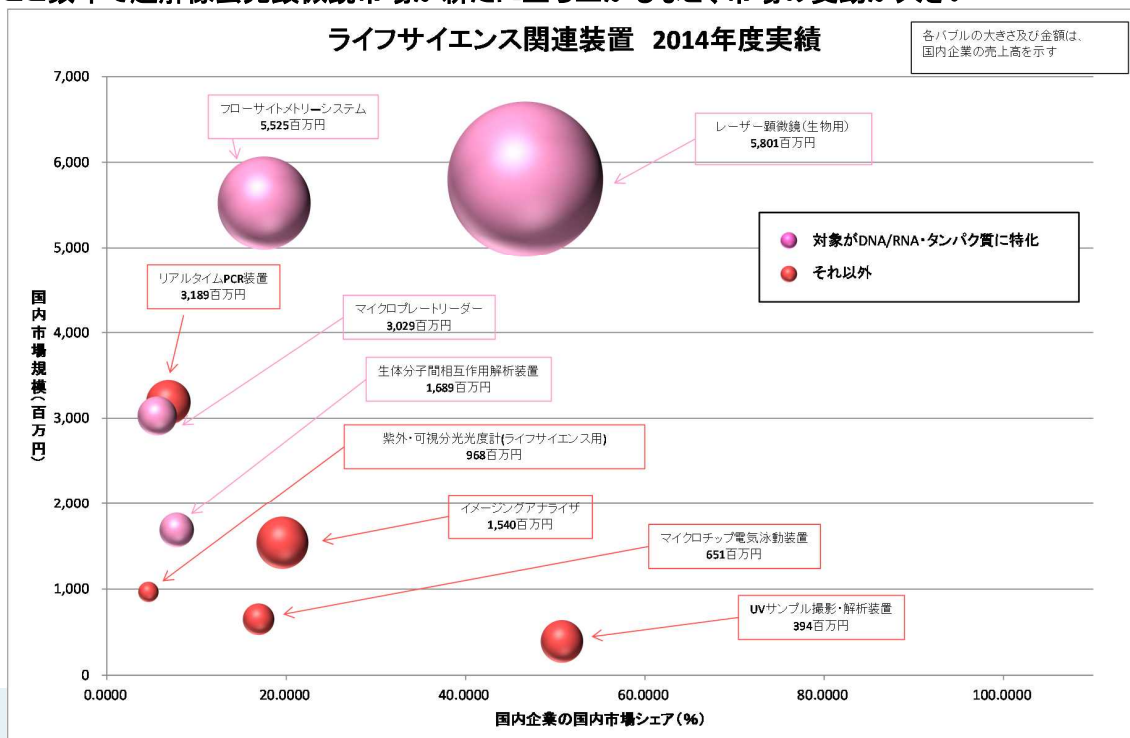 ライフサイエンス関連装置 2014年度実績
各バブルの大きさ及び金額は、
国内企業の売上高を示す
7,000
6,000
5,000
4,000
3,000
2,000
1,000
0
国内市場規模(百万円)
フローサイトメトリーシステム
5,525百万円
レーザー顕微鏡(生物用)
5,801百万円
対象がDNA/RNA・タンパク質に特化
それ以外
リアルタイムPCR装置
3,189百万円
マイクロプレートリーダー
3,029百万円
生体分子間相互作用解析装置
1,689百万円
紫外・可視分光光度計(ライフサイエンス用)
968百万円
イメージングアナライザ
1,540百万円
マイクロチップ電気泳動装置
651百万円
UVサンプル撮影・解析装置
394百万円
0.0000
20.0000
40.0000
60.0000
80.0000
100.0000
国内企業の国内市場シェア(%)